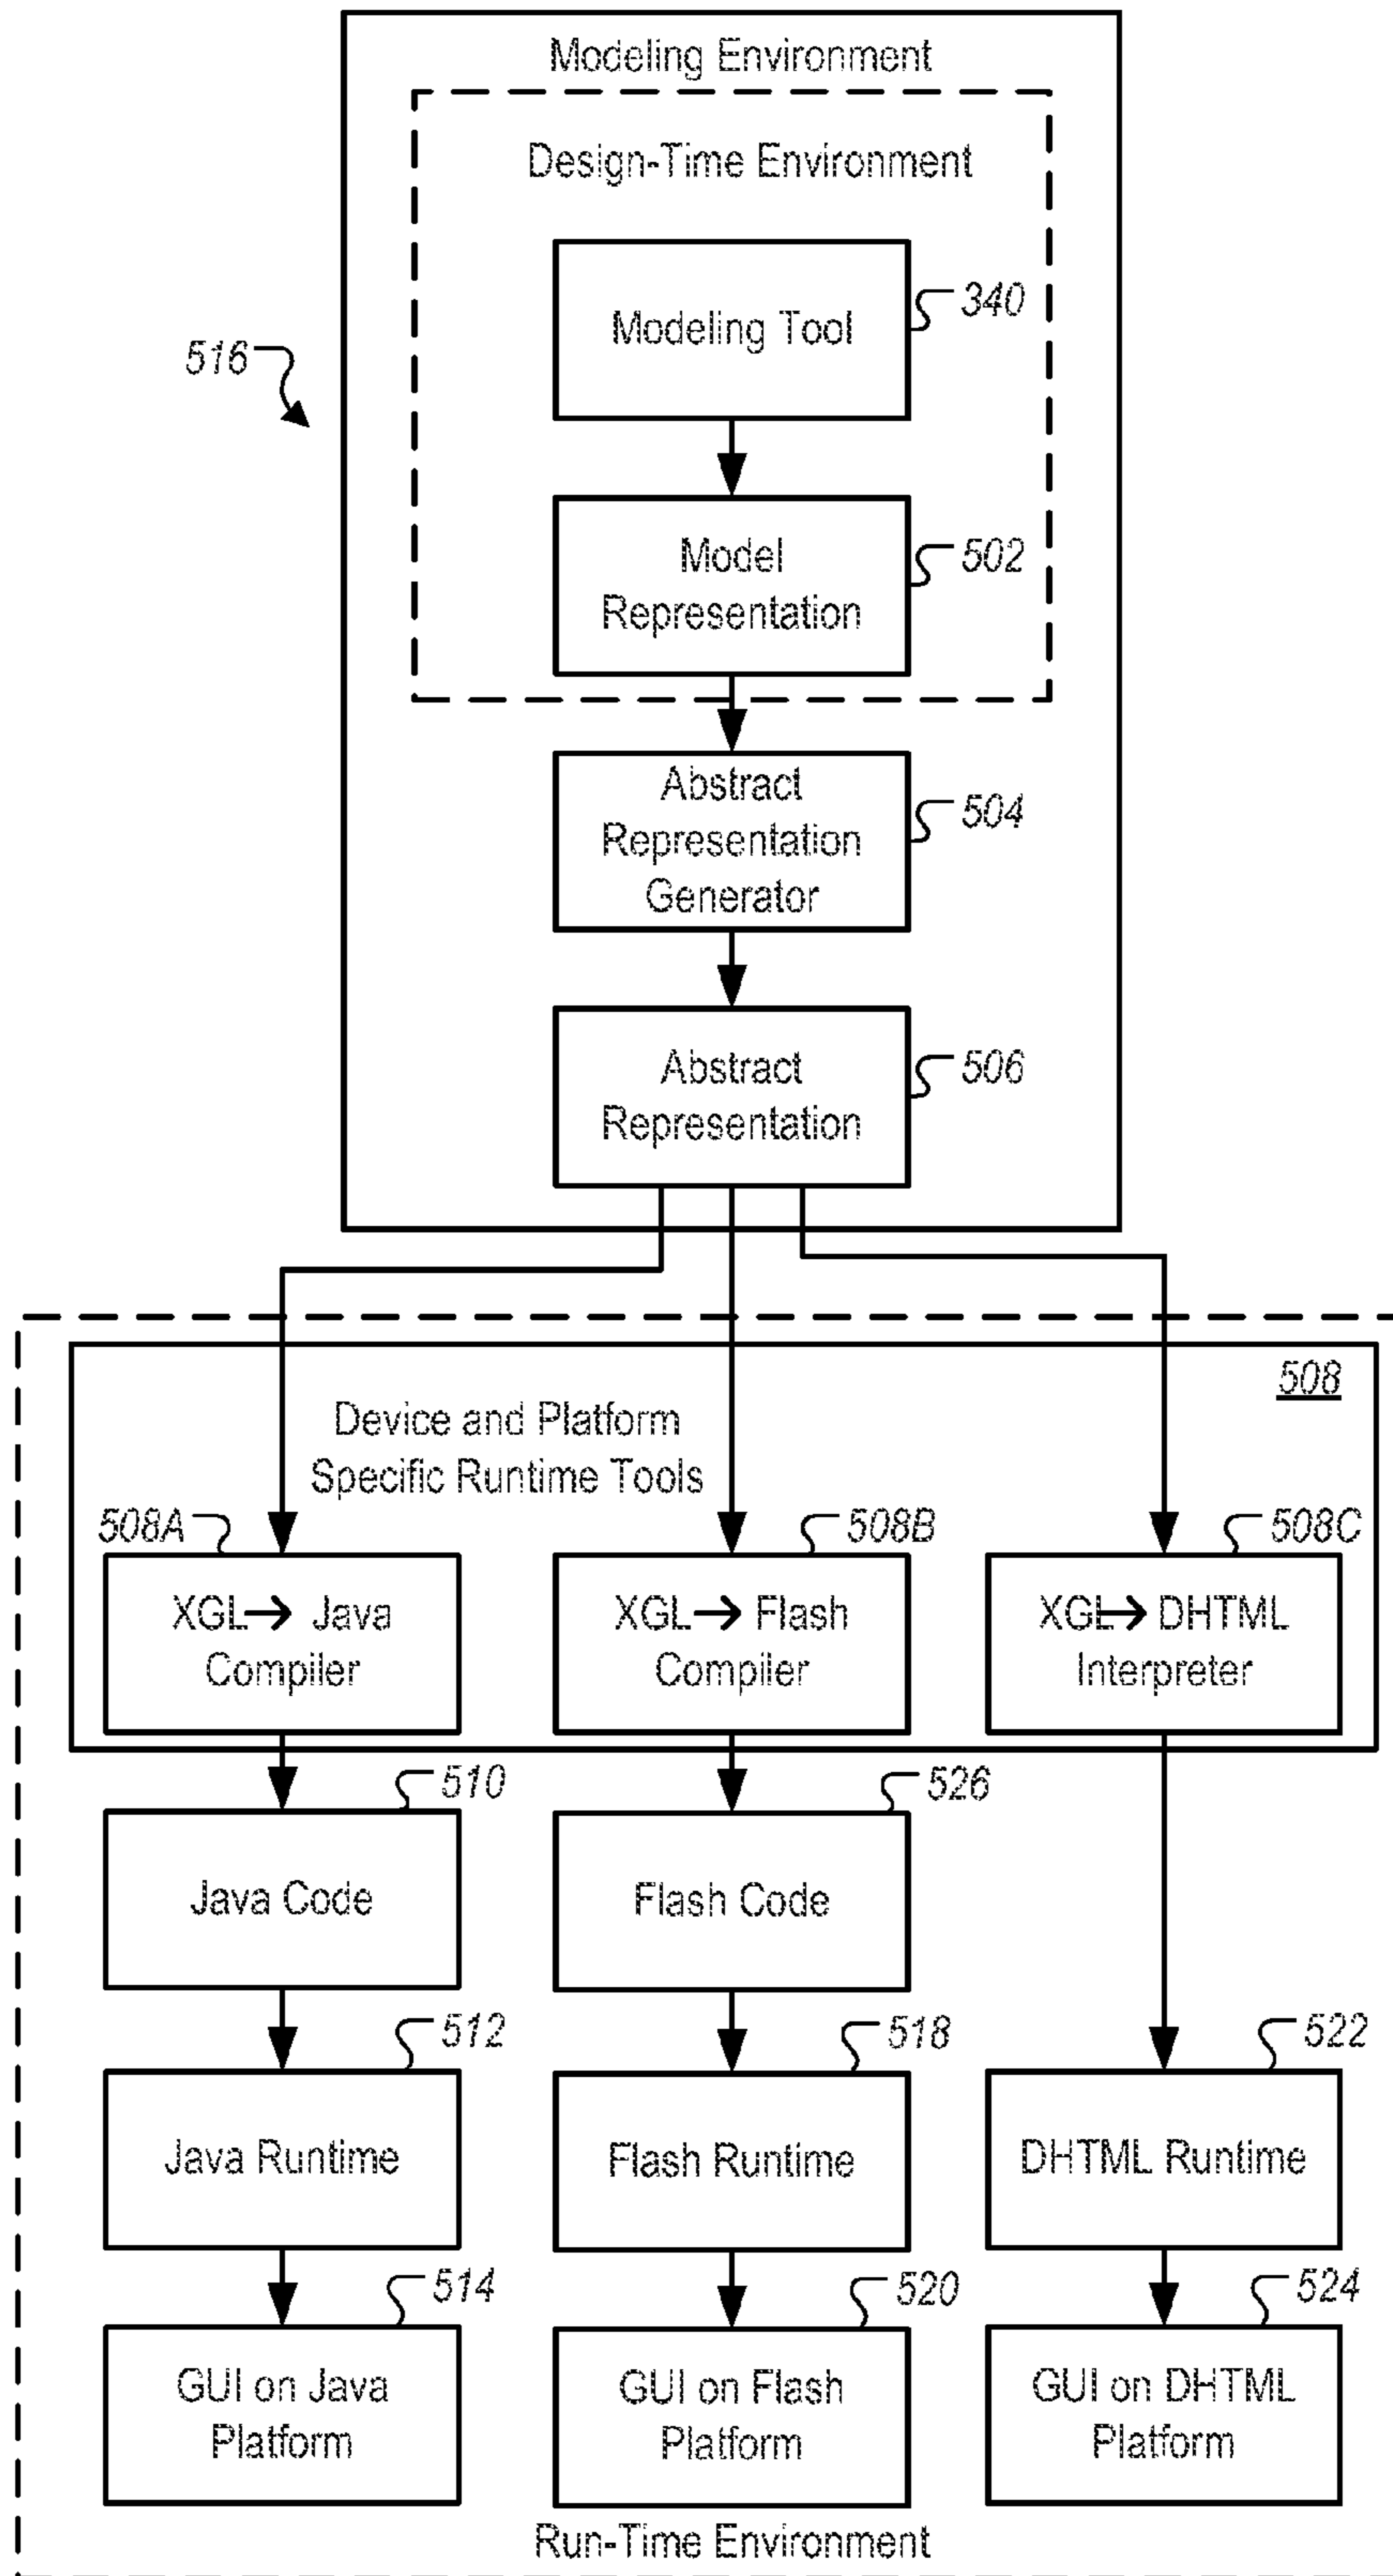 Modeling Environment
Design-Time Environment
Modeling Tool
340
516
Model
Representation
502
Abstract
Representation
Generator
504
Abstract
Representation
506
508
Device and Platform
Specific Runtime Tools
508A
508B
508C
XGL→ Java
Compiler
XGL→ Flash
Compiler
XGL→ DHTML
Interpreter
510
526
Java Code
Flash Code
512
518
522
Java Runtime
Flash Runtime
DHTML Runtime
514
520
524
GUI on Java
Platform
GUI on Flash
Platform
GUI on DHTML
Platform
Run-Time Environment